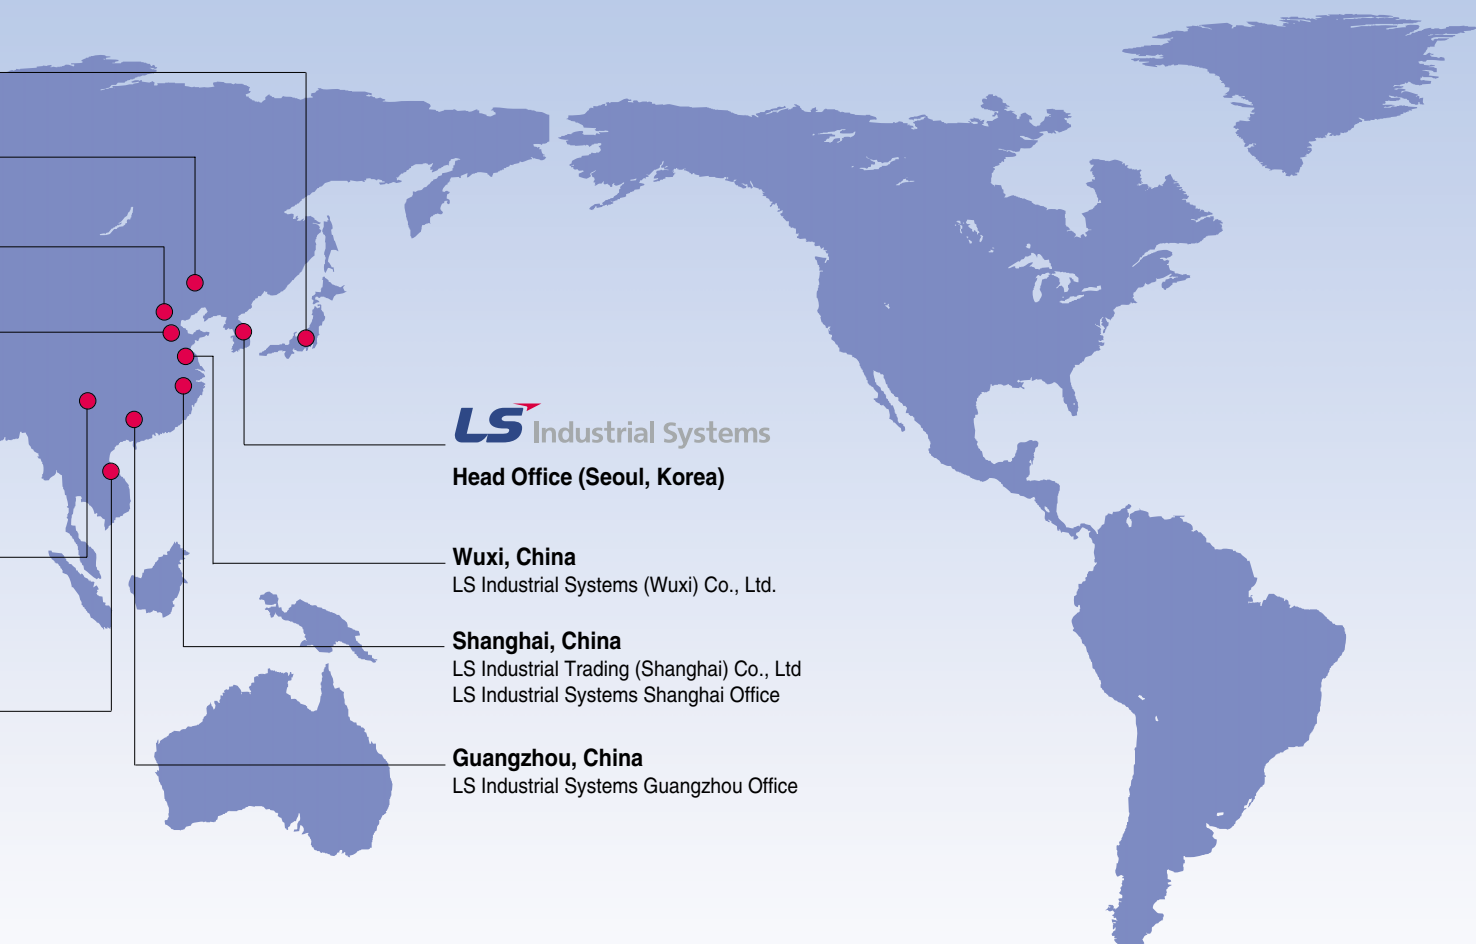 LS Industrial Systems
Head Office (Seoul, Korea)
Wuxi, China
LS Industrial Systems (Wuxi) Co., Ltd.
Shanghai, China
LS Industrial Trading (Shanghai) Co., Ltd
LS Industrial Systems Shanghai Office
Guangzhou, China
LS Industrial Systems Guangzhou Office